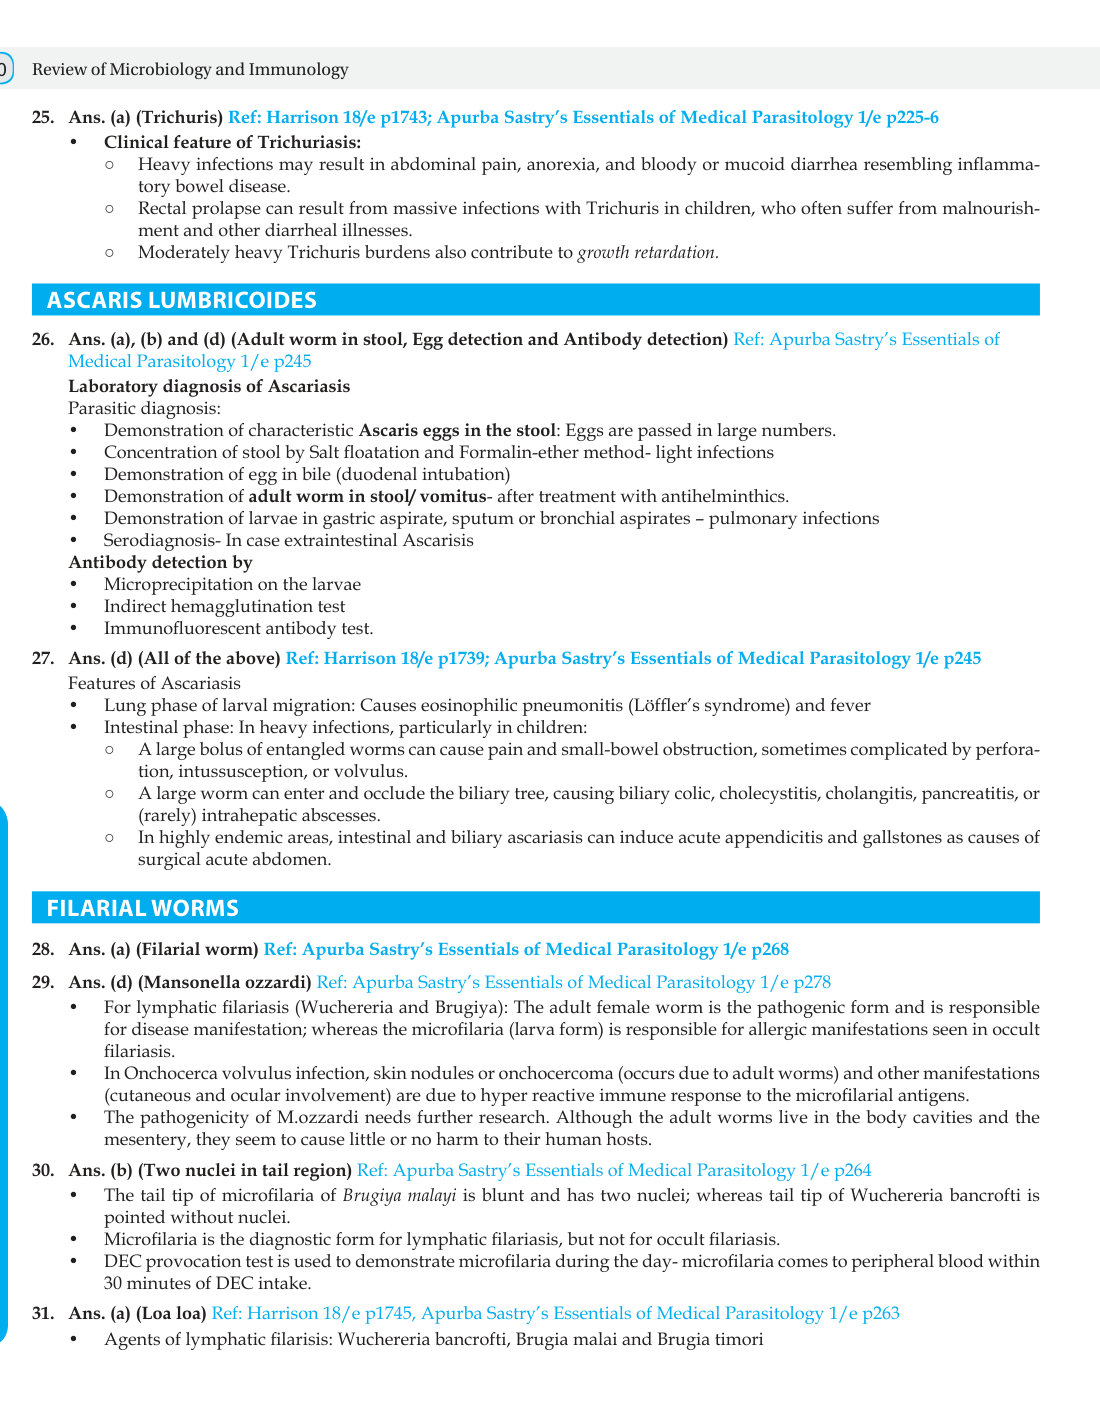 0 Review of Microbiology and Immunology
25. Ans. (a) (Trichuris) Ref: Harrison 18/e p1743; Apurba Sastry's Essentials of Medical Parasitology 1/e p225-6
• Clinical feature of Trichuriasis:
○ Heavy infections may result in abdominal pain, anorexia, and bloody or mucoid diarrhea resembling inflamma-
tory bowel disease.
○ Rectal prolapse can result from massive infections with Trichuris in children, who often suffer from malnourish-
ment and other diarrheal illnesses.
○ Moderately heavy Trichuris burdens also contribute to growth retardation.
ASCARIS LUMBRICOIDES
26. Ans. (a), (b) and (d) (Adult worm in stool, Egg detection and Antibody detection) Ref: Apurba Sastry's Essentials of
Medical Parasitology 1/e p245
Laboratory diagnosis of Ascariasis
Parasitic diagnosis:
• Demonstration of characteristic Ascaris eggs in the stool: Eggs are passed in large numbers.
• Concentration of stool by Salt floatation and Formalin-ether method- light infections
• Demonstration of egg in bile (duodenal intubation)
• Demonstration of adult worm in stool/ vomitus- after treatment with antihelminthics.
• Demonstration of larvae in gastric aspirate, sputum or bronchial aspirates – pulmonary infections
• Serodiagnosis- In case extraintestinal Ascarisis
Antibody detection by
• Microprecipitation on the larvae
• Indirect hemagglutination test
• Immunofluorescent antibody test.
27. Ans. (d) (All of the above) Ref: Harrison 18/e p1739; Apurba Sastry's Essentials of Medical Parasitology 1/e p245
Features of Ascariasis
• Lung phase of larval migration: Causes eosinophilic pneumonitis (Löffler's syndrome) and fever
• Intestinal phase: In heavy infections, particularly in children:
○ A large bolus of entangled worms can cause pain and small-bowel obstruction, sometimes complicated by perfora-
tion, intussusception, or volvulus.
○ A large worm can enter and occlude the biliary tree, causing biliary colic, cholecystitis, cholangitis, pancreatitis, or
(rarely) intrahepatic abscesses.
○ In highly endemic areas, intestinal and biliary ascariasis can induce acute appendicitis and gallstones as causes of
surgical acute abdomen.
FILARIAL WORMS
28. Ans. (a) (Filarial worm) Ref: Apurba Sastry's Essentials of Medical Parasitology 1/e p268
29. Ans. (d) (Mansonella ozzardi) Ref: Apurba Sastry's Essentials of Medical Parasitology 1/e p278
• For lymphatic filariasis (Wuchereria and Brugiya): The adult female worm is the pathogenic form and is responsible
for disease manifestation; whereas the microfilaria (larva form) is responsible for allergic manifestations seen in occult
filariasis.
• In Onchocerca volvulus infection, skin nodules or onchocercoma (occurs due to adult worms) and other manifestations
(cutaneous and ocular involvement) are due to hyper reactive immune response to the microfilarial antigens.
• The pathogenicity of M.ozzardi needs further research. Although the adult worms live in the body cavities and the
mesentery, they seem to cause little or no harm to their human hosts.
30. Ans. (b) (Two nuclei in tail region) Ref: Apurba Sastry's Essentials of Medical Parasitology 1/e p264
• The tail tip of microfilaria of Brugiya malayi is blunt and has two nuclei; whereas tail tip of Wuchereria bancrofti is
pointed without nuclei.
• Microfilaria is the diagnostic form for lymphatic filariasis, but not for occult filariasis.
• DEC provocation test is used to demonstrate microfilaria during the day- microfilaria comes to peripheral blood within
30 minutes of DEC intake.
31. Ans. (a) (Loa loa) Ref: Harrison 18/e p1745, Apurba Sastry's Essentials of Medical Parasitology 1/e p263
• Agents of lymphatic filarisis: Wuchereria bancrofti, Brugia malai and Brugia timori